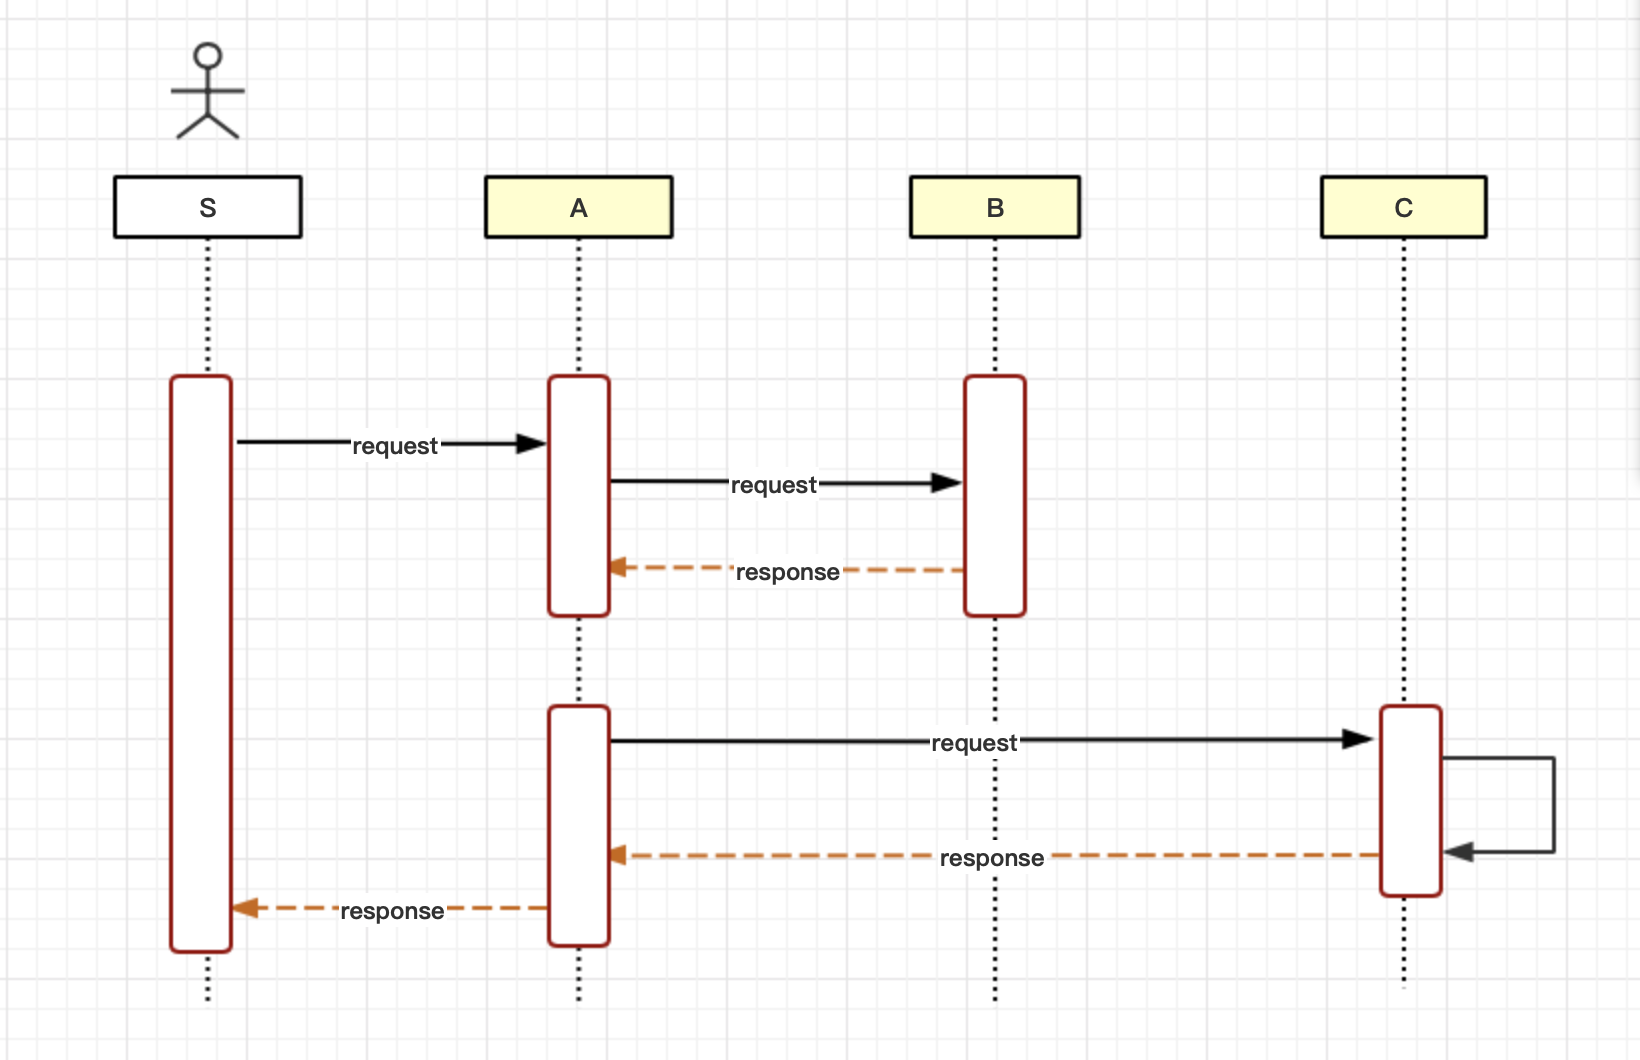 S
A
B
C
request
request
response
request
response
response